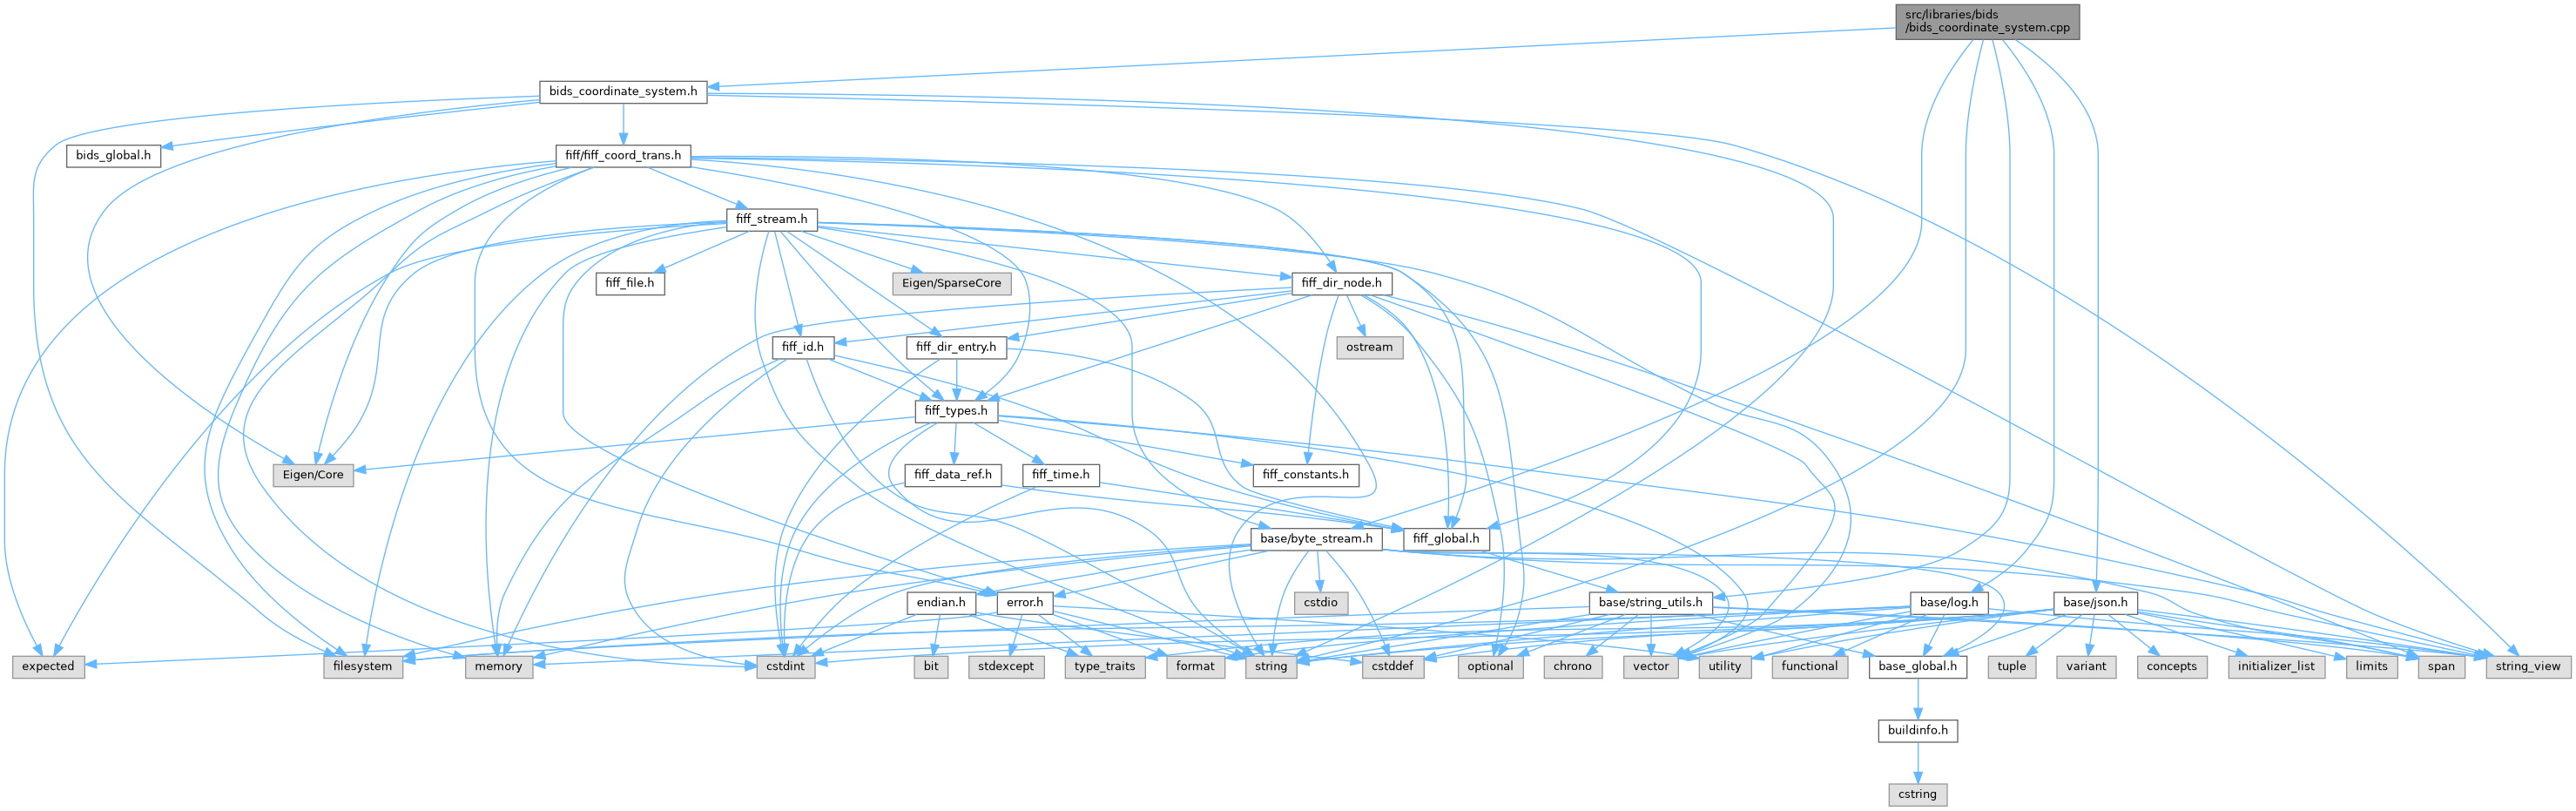 src/libraries/bids
/bids_coordinate_system.cpp
bids_coordinate_system.h
bids_global.h
fiff/fiff_coord_trans.h
fiff_stream.h
fiff_file.h
Eigen/SparseCore
fiff_dir_node.h
fiff_id.h
fiff_dir_entry.h
ostream
fiff_types.h
Eigen/Core
fiff_data_ref.h
fiff_time.h
fiff_constants.h
base/byte_stream.h
fiff_global.h
endian.h
error.h
cstdio
base/string_utils.h
base/log.h
base/json.h
expected
filesystem
memory
cstdint
bit
stdexcept
type_traits
format
string
cstddef
optional
chrono
vector
utility
functional
base_global.h
tuple
variant
concepts
initializer_list
limits
span
string_view
buildinfo.h
cstring